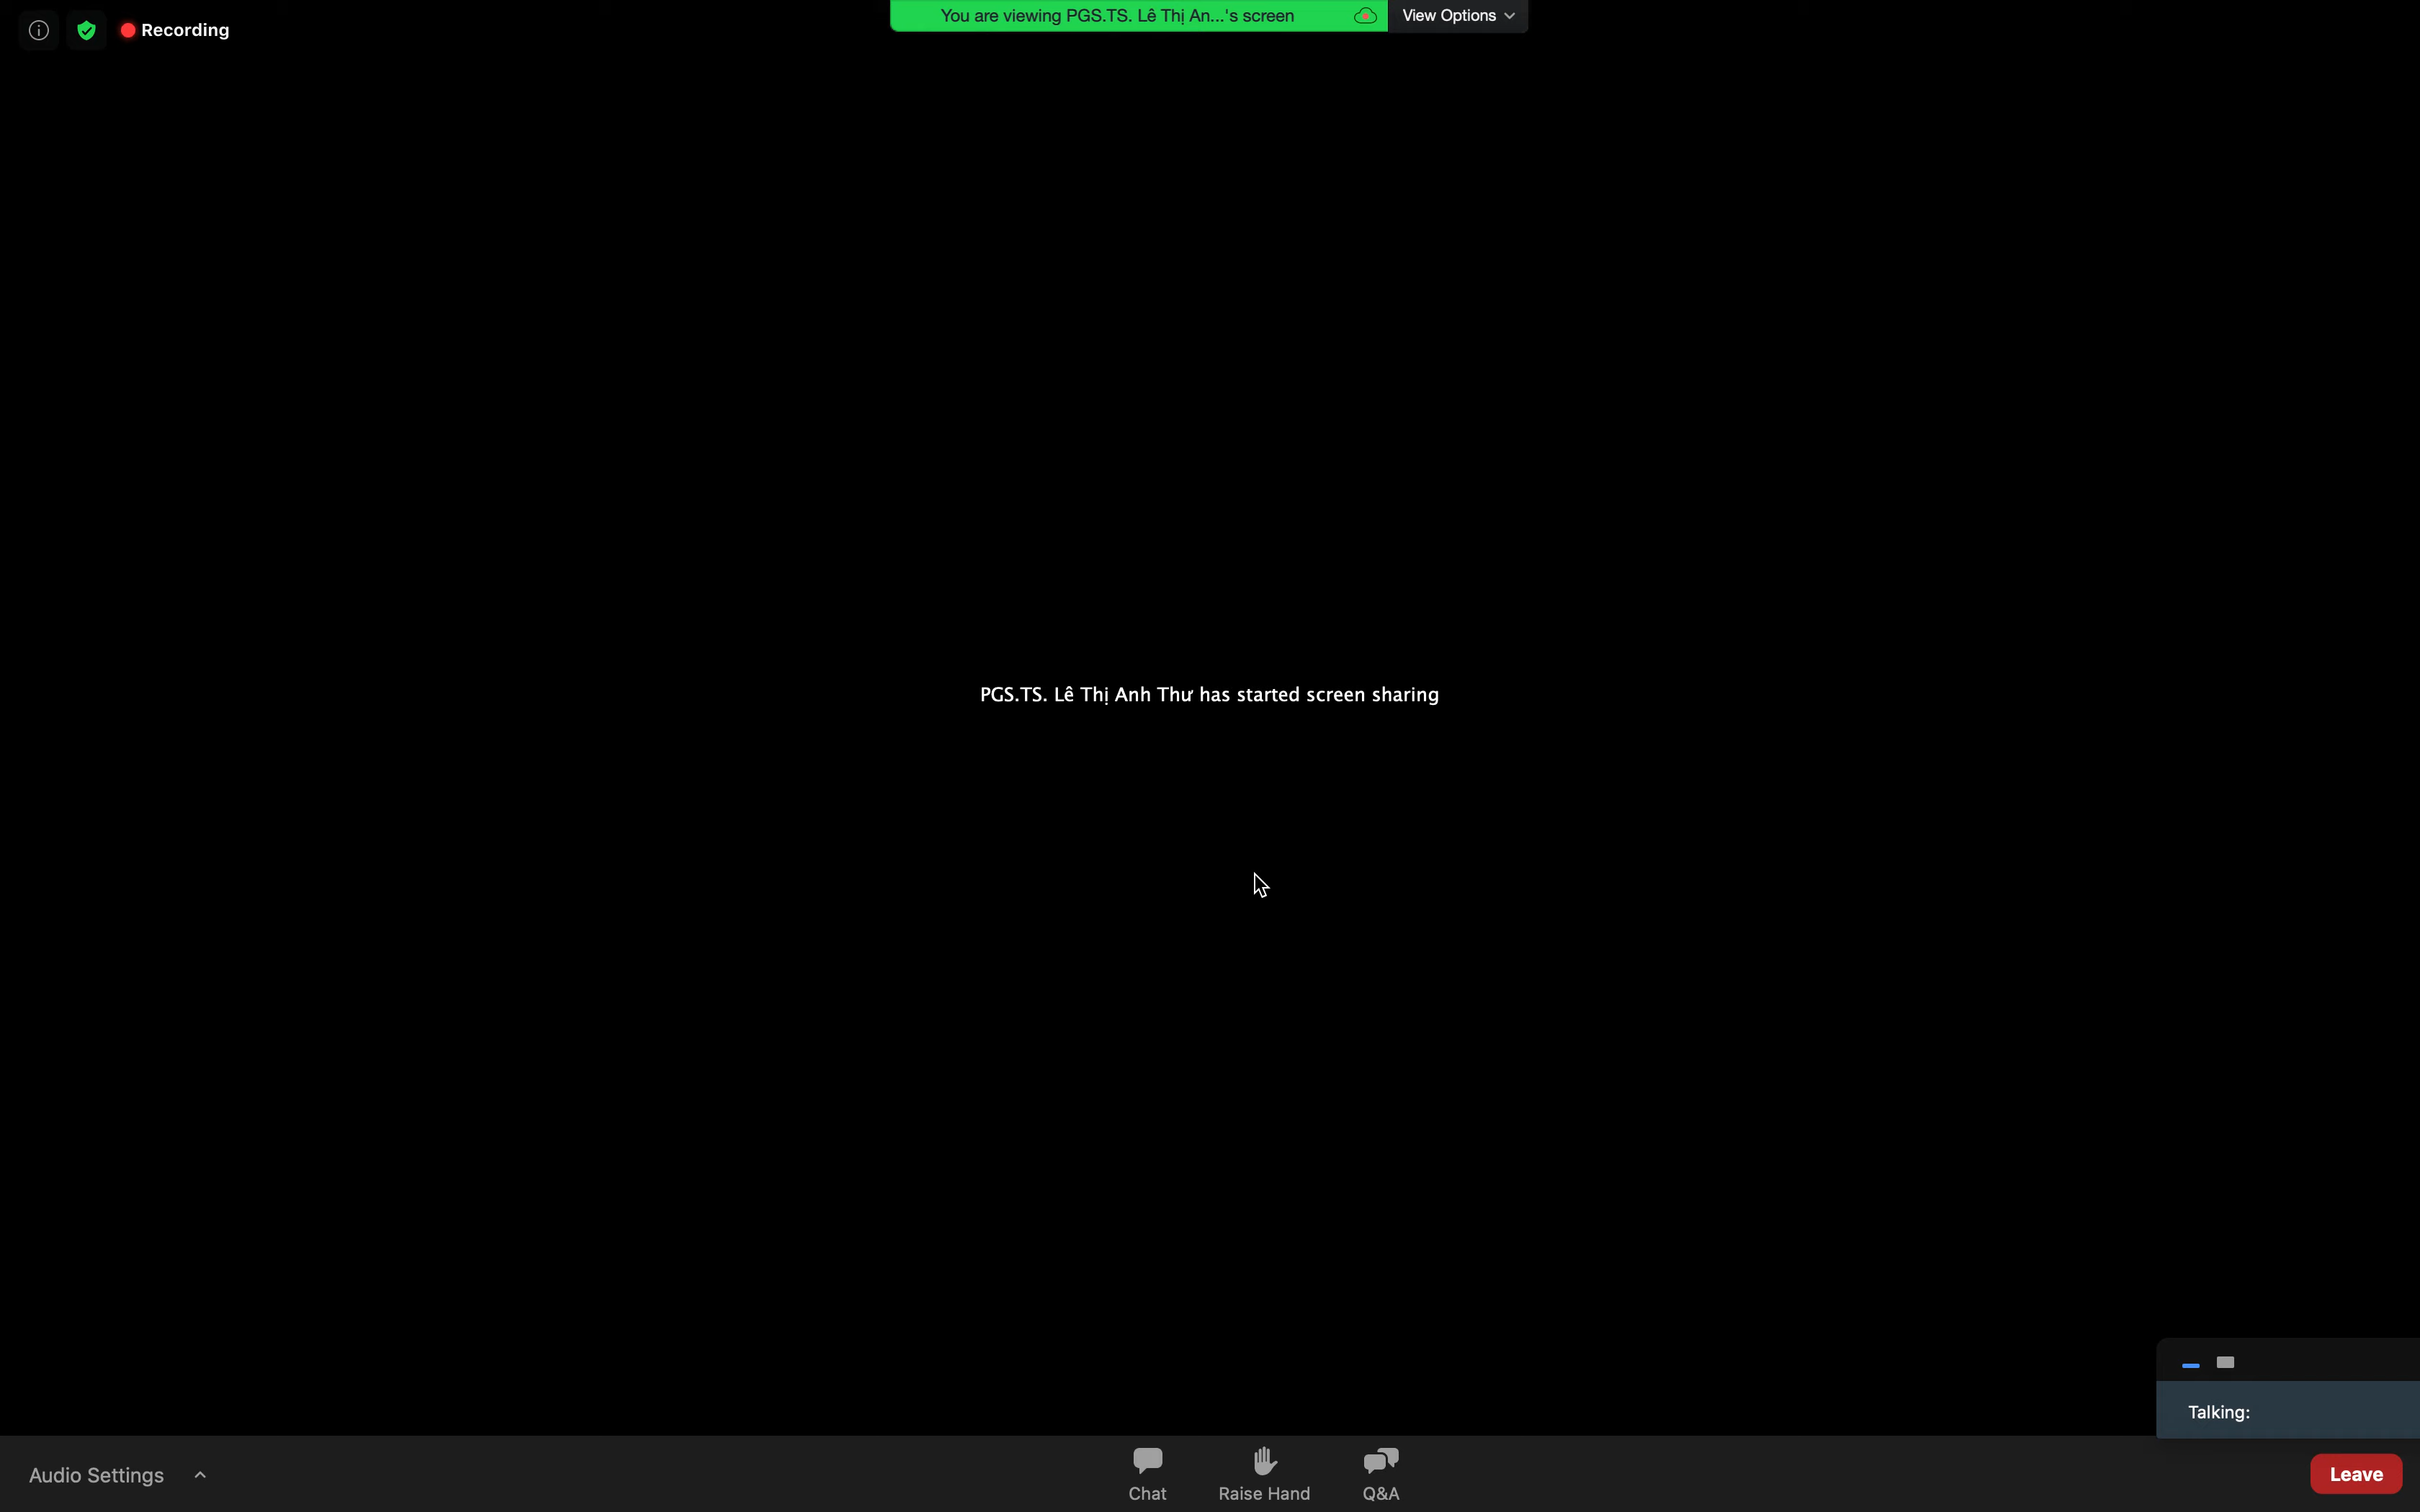 Recording
You are viewing PGS.TS. Lê Thị An...'s screen
View Options
PGS.TS. Lê Thị Anh Thư has started screen sharing
Talking:
Audio Settings
Chat
Raise Hand
Q&A
Leave